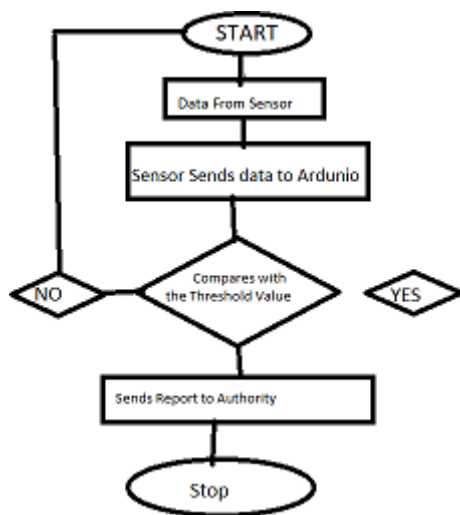 START
Data From Sensor
Sensor Sends data to Ardunio
Compares with
the Threshold Value
NO
YES
Sends Report to Authority
Stop